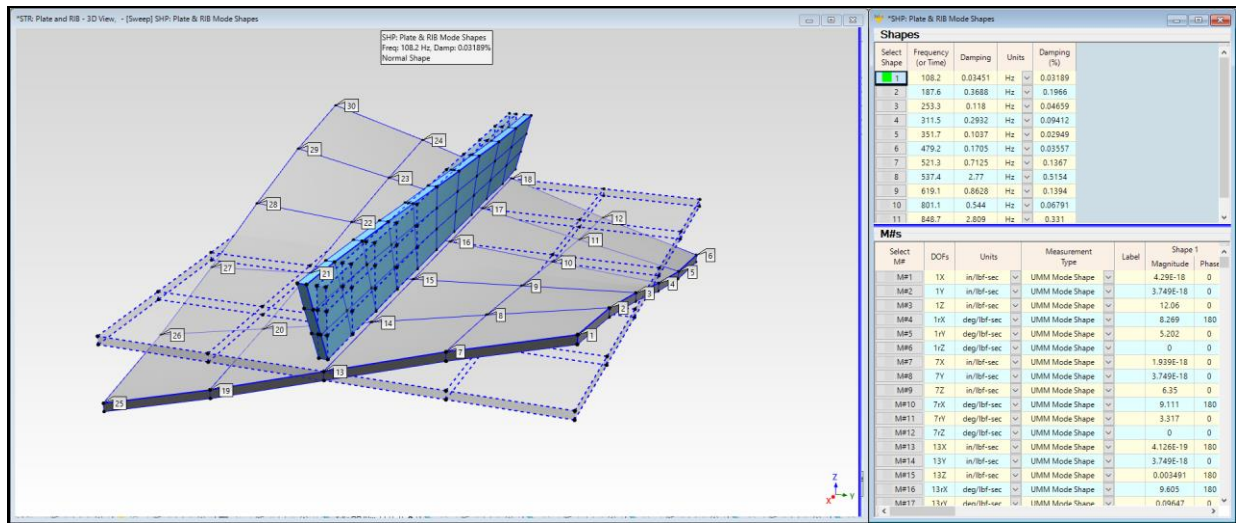 *STR: Plate and RIB - 3D View, - [Sweep] SHP: Plate & RIB Mode Shapes
SHP: Plate & RIB Mode Shapes
Freq: 108.2 Hz, Damp: 0.03189%
Normal Shape
30
24
29
23
18
28
22
17
12
16
11
27
21
10
6
15
9
5
4
3
26
20
14
8
2
1
7
13
19
25
Z
X
Y
*SHP: Plate & RIB Mode Shapes
Shapes
Select Shape Frequency (or Time) Damping Units Damping (%)
1 108.2 0.03451 Hz 0.03189
2 187.6 0.3688 Hz 0.1966
3 253.3 0.118 Hz 0.04659
4 311.5 0.2932 Hz 0.09412
5 351.7 0.1037 Hz 0.02949
6 479.2 0.1705 Hz 0.03557
7 521.3 0.7125 Hz 0.1367
8 537.4 2.77 Hz 0.5154
9 619.1 0.8628 Hz 0.1394
10 801.1 0.544 Hz 0.06791
11 848.7 2.809 Hz 0.331
M#s
Select M# DOFs Units Measurement Type Label Shape 1 Magnitude Phase
M#1 1X in/lbf-sec UMM Mode Shape 4.29E-18 0
M#2 1Y in/lbf-sec UMM Mode Shape 3.749E-18 0
M#3 1Z in/lbf-sec UMM Mode Shape 12.06 0
M#4 1rX deg/lbf-sec UMM Mode Shape 8.269 180
M#5 1rY deg/lbf-sec UMM Mode Shape 5.202 0
M#6 1rZ deg/lbf-sec UMM Mode Shape 0 0
M#7 7X in/lbf-sec UMM Mode Shape 1.939E-18 0
M#8 7Y in/lbf-sec UMM Mode Shape 3.749E-18 0
M#9 7Z in/lbf-sec UMM Mode Shape 6.35 0
M#10 7rX deg/lbf-sec UMM Mode Shape 9.111 180
M#11 7rY deg/lbf-sec UMM Mode Shape 3.317 0
M#12 7rZ deg/lbf-sec UMM Mode Shape 0 0
M#13 13X in/lbf-sec UMM Mode Shape 4.126E-19 180
M#14 13Y in/lbf-sec UMM Mode Shape 3.749E-18 0
M#15 13Z in/lbf-sec UMM Mode Shape 0.003491 180
M#16 13rX deg/lbf-sec UMM Mode Shape 9.605 180
M#17 13rY deg/lbf-sec UMM Mode Shape 0.09647 0